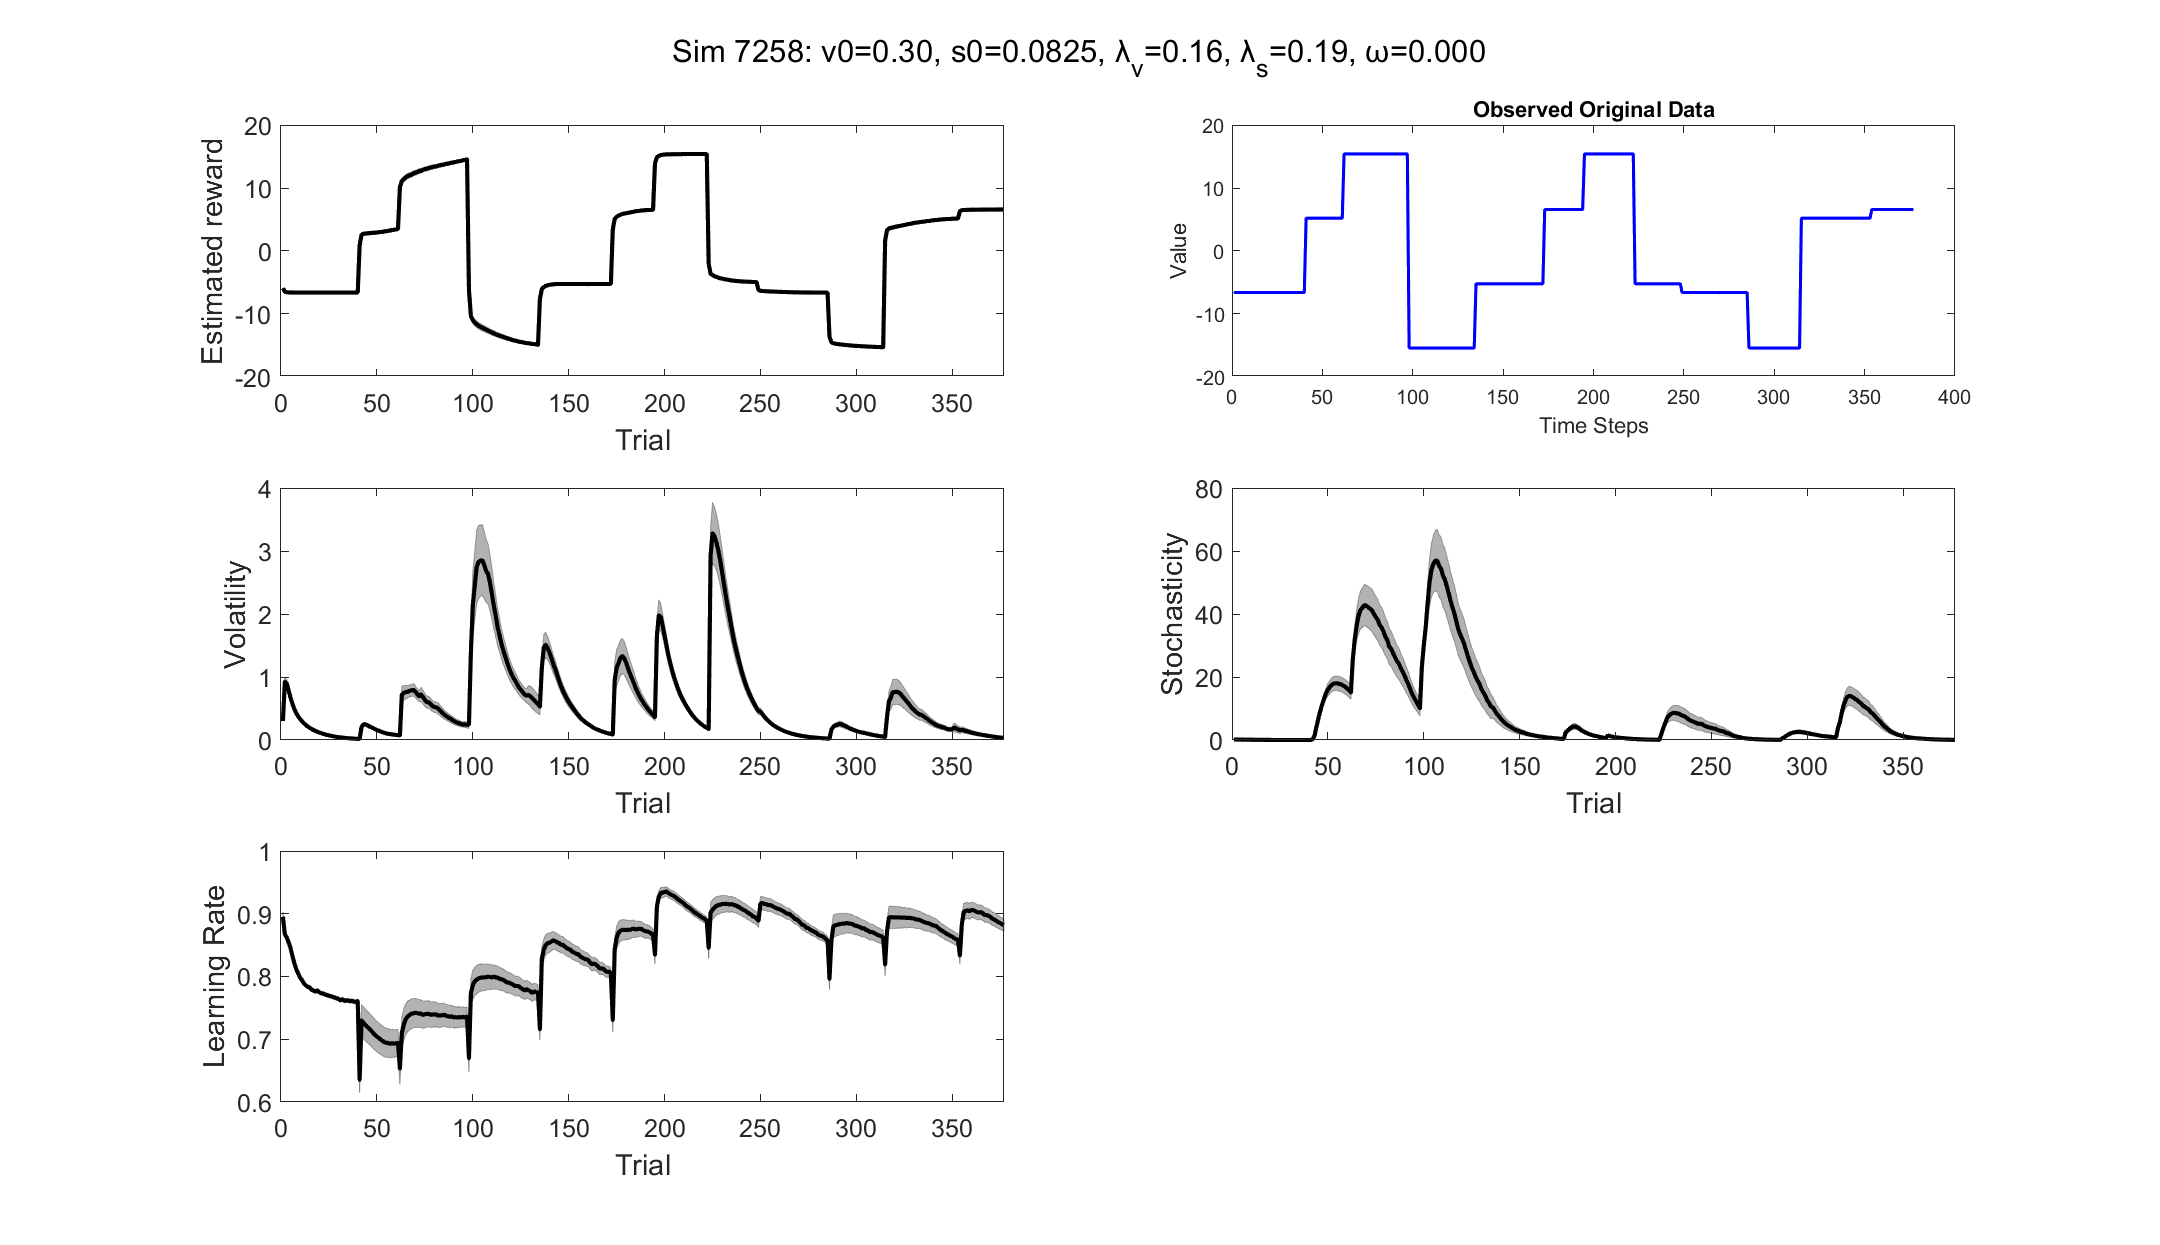 Sim 7258: v0=0.30, s0=0.0825, λv=0.16, λs=0.19, ω=0.000
20
10
0
-10
-20
Estimated reward
0 50 100 150 200 250 300 350
Trial
Observed Original Data
20
10
0
-10
-20
Value
0 50 100 150 200 250 300 350 400
Time Steps
4
3
2
1
0
Volatility
0 50 100 150 200 250 300 350
Trial
80
60
40
20
0
Stochasticity
0 50 100 150 200 250 300 350
Trial
1
0.9
0.8
0.7
0.6
Learning Rate
0 50 100 150 200 250 300 350
Trial